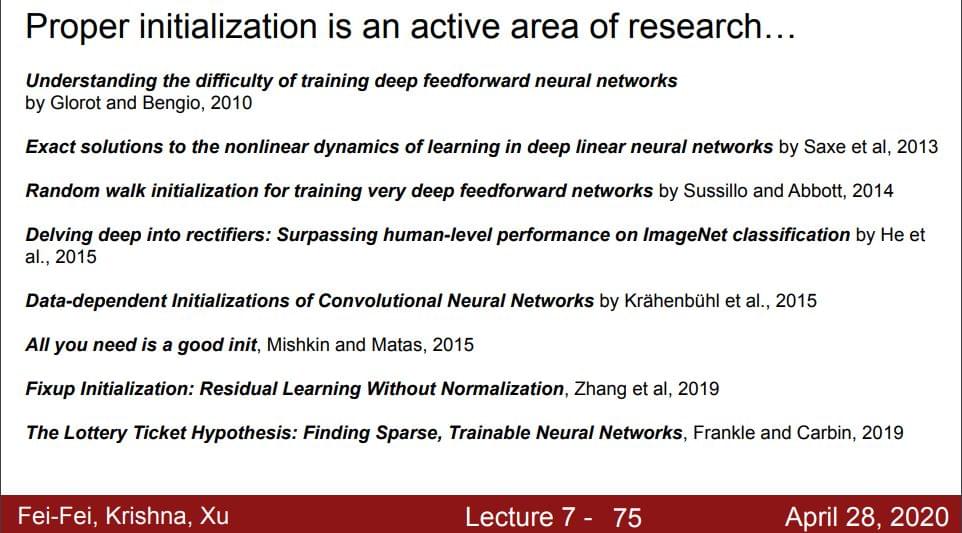 Proper initialization is an active area of research…
Understanding the difficulty of training deep feedforward neural networks
by Glorot and Bengio, 2010
Exact solutions to the nonlinear dynamics of learning in deep linear neural networks by Saxe et al, 2013
Random walk initialization for training very deep feedforward networks by Sussillo and Abbott, 2014
Delving deep into rectifiers: Surpassing human-level performance on ImageNet classification by He et
al., 2015
Data-dependent Initializations of Convolutional Neural Networks by Krähenbühl et al., 2015
All you need is a good init, Mishkin and Matas, 2015
Fixup Initialization: Residual Learning Without Normalization, Zhang et al, 2019
The Lottery Ticket Hypothesis: Finding Sparse, Trainable Neural Networks, Frankle and Carbin, 2019
Fei-Fei, Krishna, Xu Lecture 7 - 75 April 28, 2020